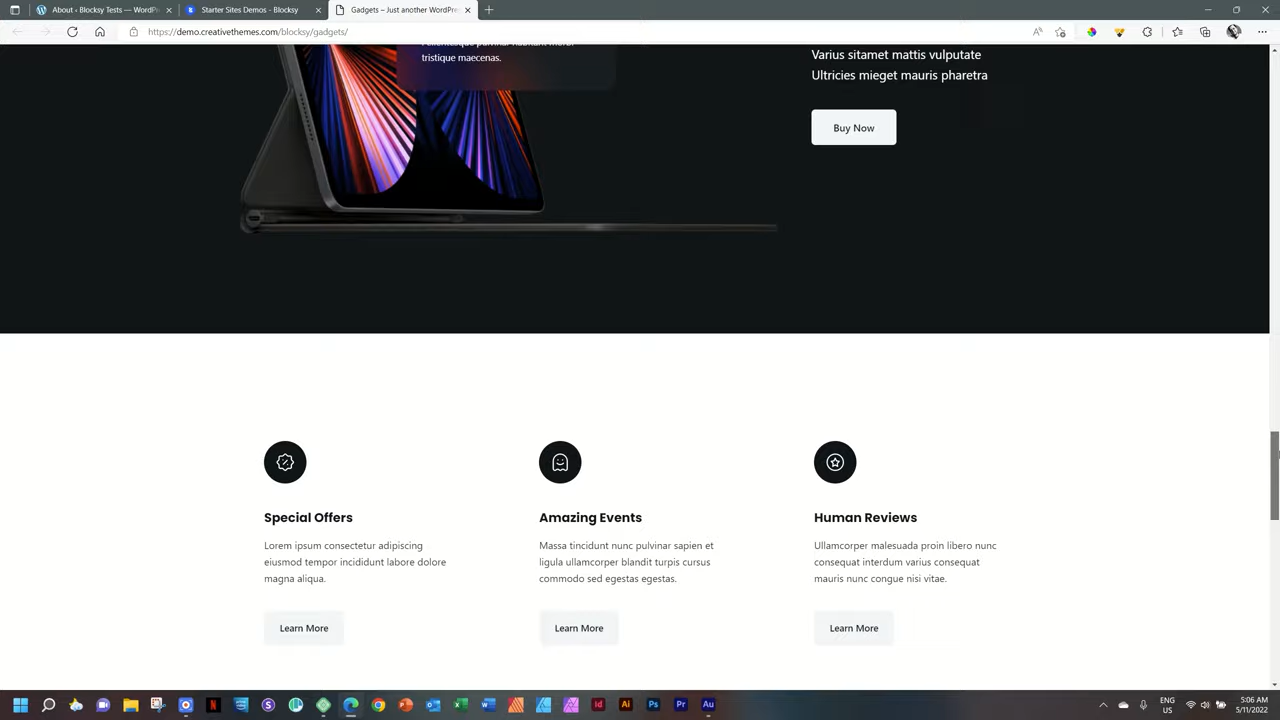 About ‹ Blocksy Tests — WordPr
Starter Sites Demos - Blocksy
Gadgets – Just another WordPre
https://demo.creativethemes.com/blocksy/gadgets/
tristique maecenas.
Varius sitamet mattis vulputate
Ultricies mieget mauris pharetra
Buy Now
Special Offers
Lorem ipsum consectetur adipiscing
eiusmod tempor incididunt labore dolore
magna aliqua.
Learn More
Amazing Events
Massa tincidunt nunc pulvinar sapien et
ligula ullamcorper blandit turpis cursus
commodo sed egestas egestas.
Learn More
Human Reviews
Ullamcorper malesuada proin libero nunc
consequat interdum varius consequat
mauris nunc congue nisi vitae.
Learn More
ENG
US
5:06 AM
5/11/2022